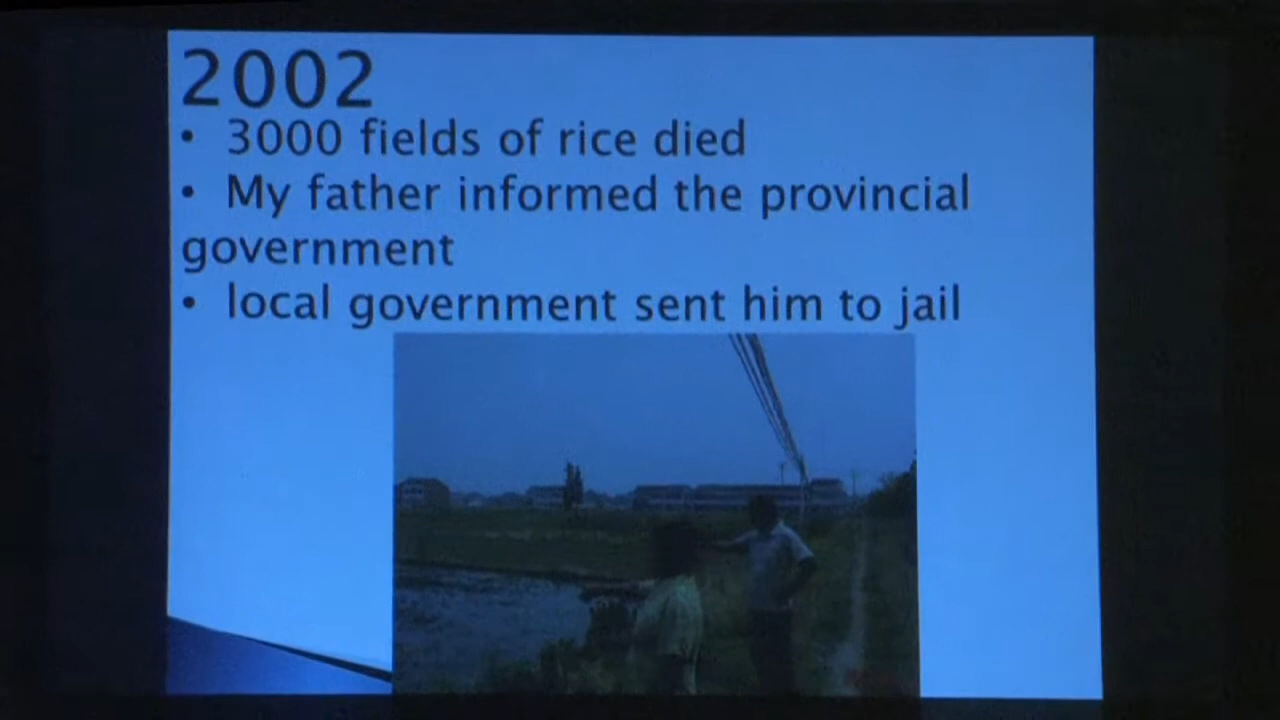 2002
• 3000 fields of rice died
• My father informed the provincial
government
• local government sent him to jail